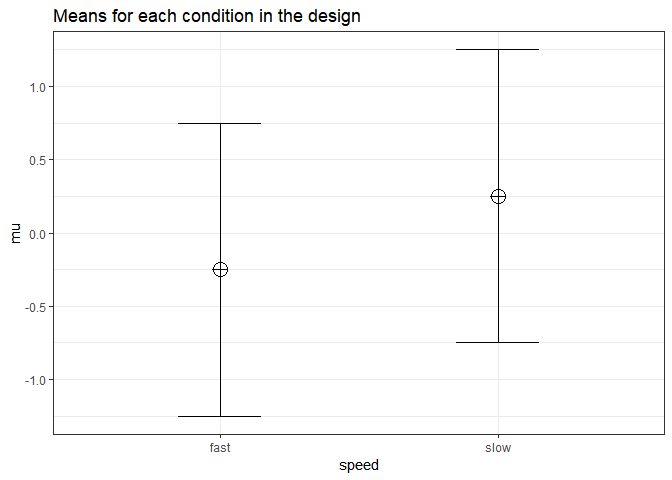 Means for each condition in the design
mu
1.0
0.5
0.0
-0.5
-1.0
fast
slow
speed